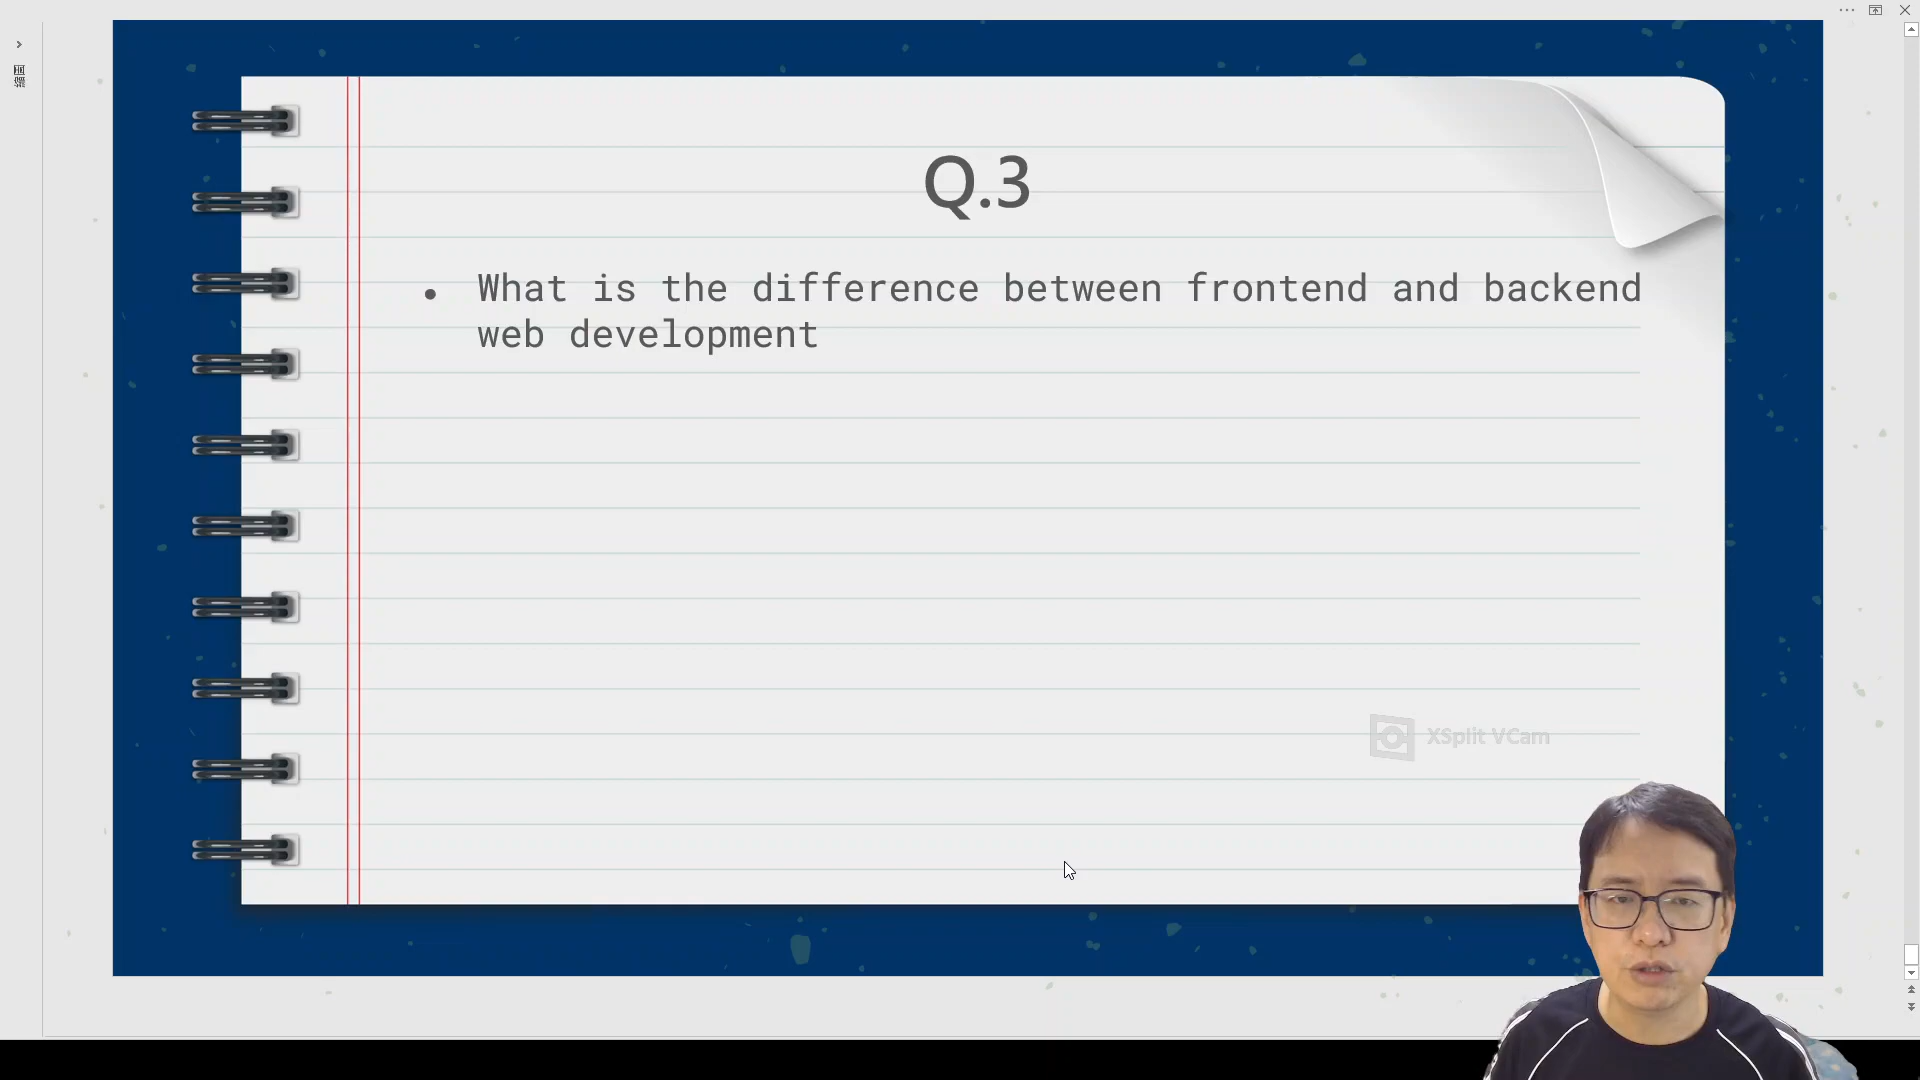 Q.3
• What is the difference between frontend and backend
web development
XSplit VCam